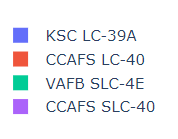 KSC LC-39A
CCAFS LC-40
VAFB SLC-4E
CCAFS SLC-40